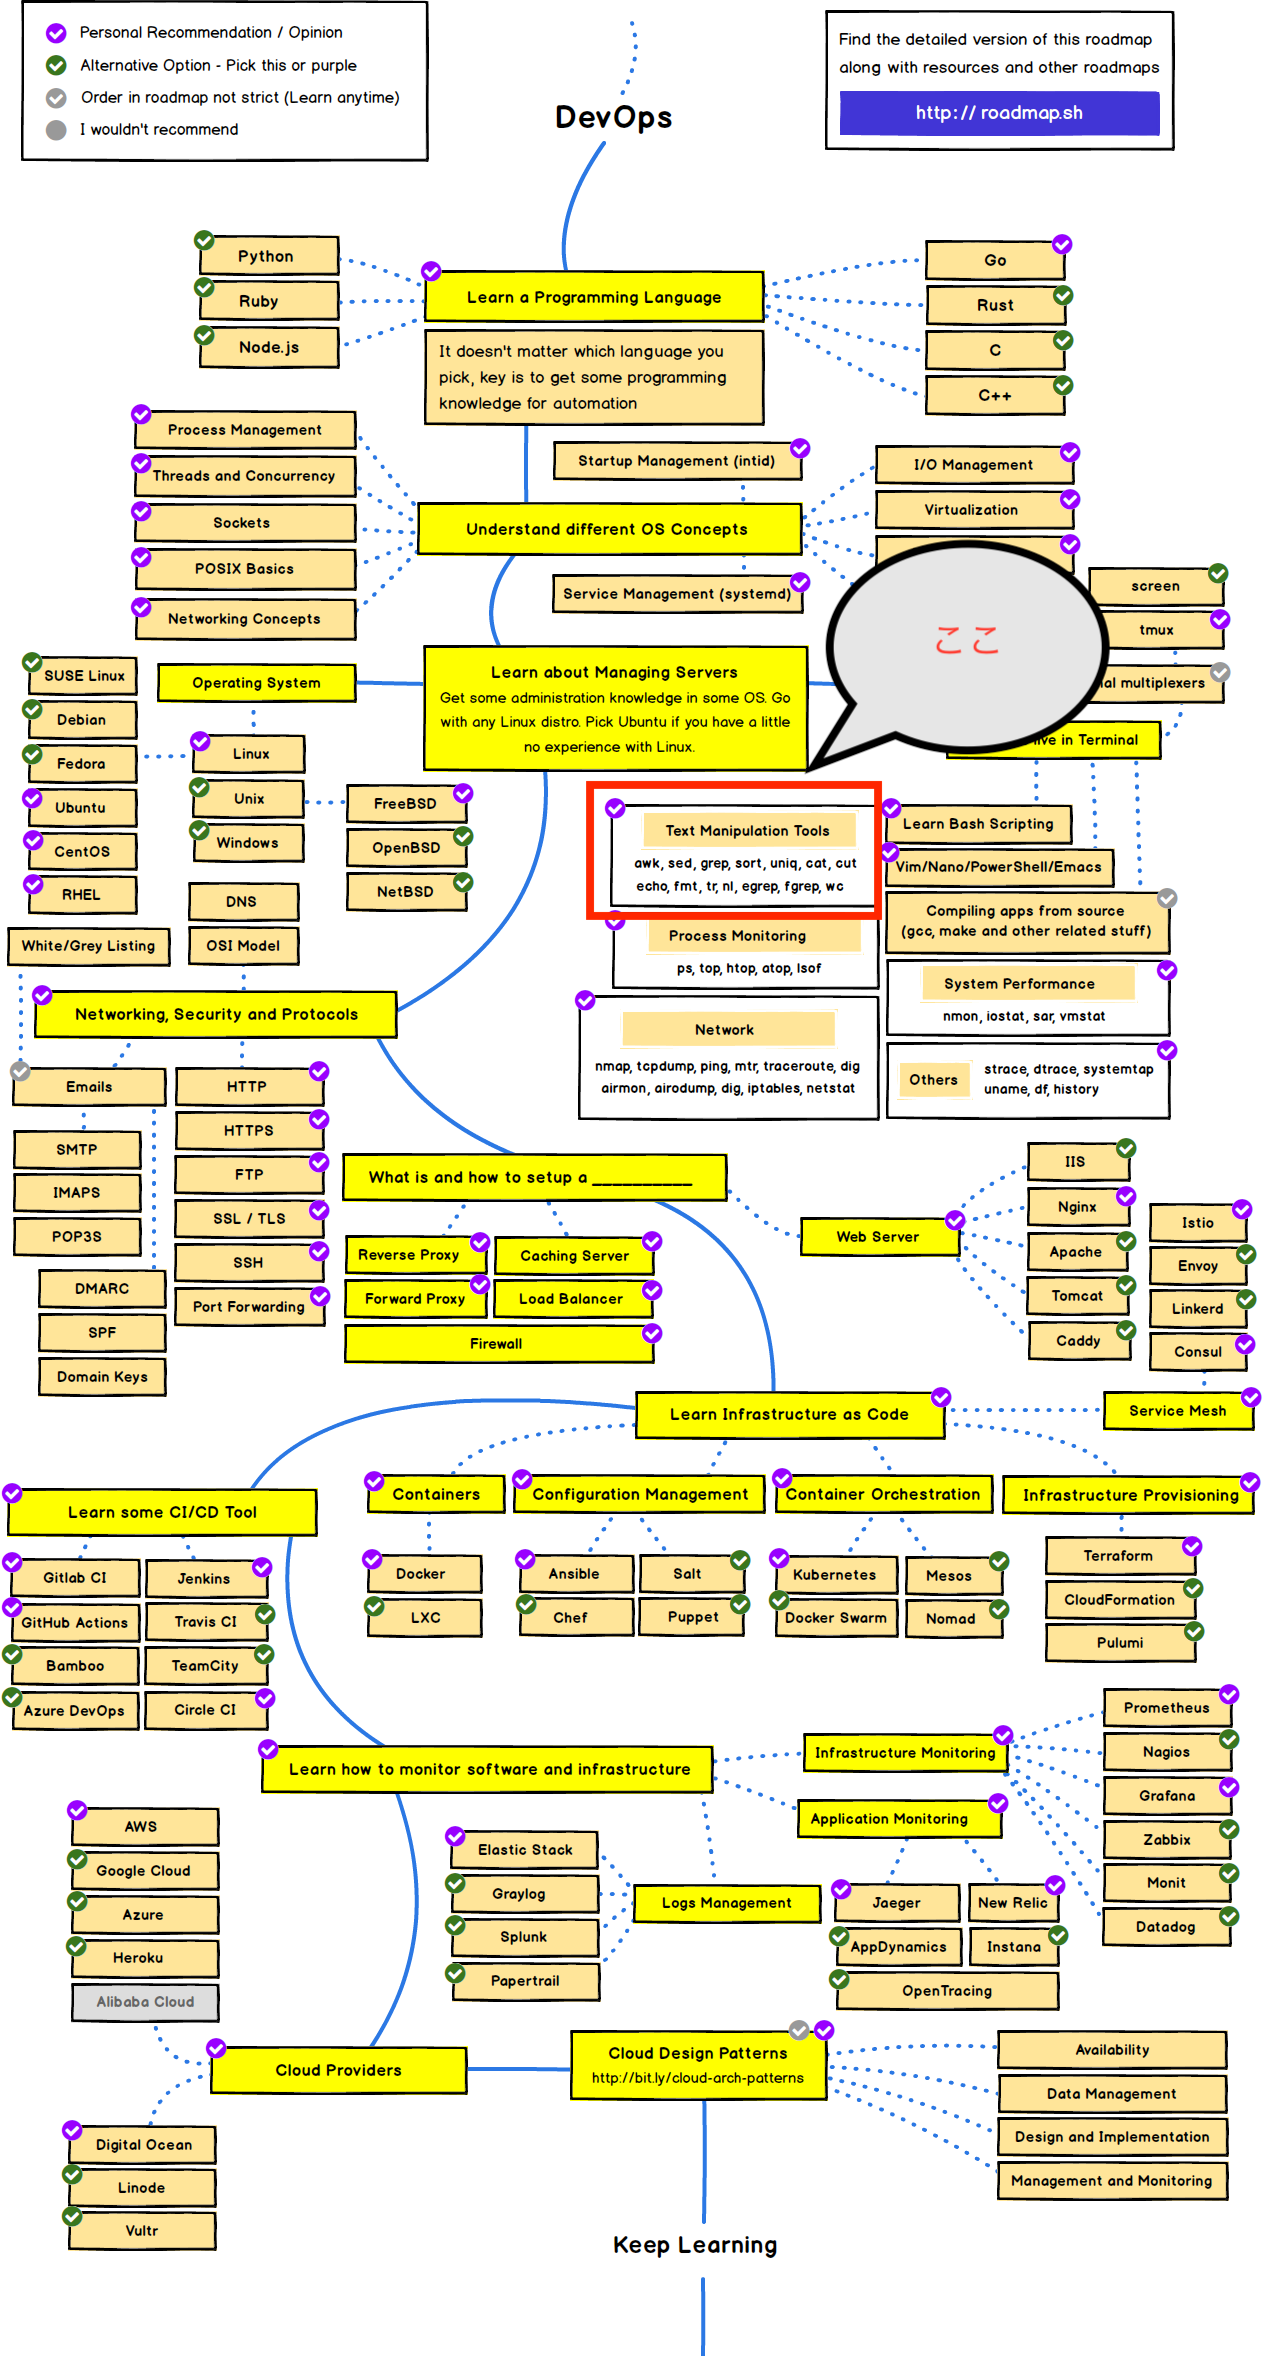 Personal Recommendation / Opinion
Alternative Option - Pick this or purple
Order in roadmap not strict (Learn anytime)
I wouldn't recommend
Find the detailed version of this roadmap
along with resources and other roadmaps
http://roadmap.sh
DevOps
Python
Ruby
Node.js
Learn a Programming Language
It doesn't matter which language you
pick, key is to get some programming
knowledge for automation
Go
Rust
C
C++
Process Management
Threads and Concurrency
Sockets
POSIX Basics
Networking Concepts
Startup Management (intid)
Understand different OS Concepts
Service Management (systemd)
I/O Management
Virtualization
ここ
screen
tmux
al multiplexers
ive in Terminal
Learn about Managing Servers
Get some administration knowledge in some OS. Go
with any Linux distro. Pick Ubuntu if you have a little
no experience with Linux.
Operating System
SUSE Linux
Debian
Fedora
Ubuntu
CentOS
RHEL
Linux
Unix
Windows
FreeBSD
OpenBSD
NetBSD
Text Manipulation Tools
awk, sed, grep, sort, uniq, cat, cut
echo, fmt, tr, nl, egrep, fgrep, wc
Process Monitoring
ps, top, htop, atop, lsof
Network
nmap, tcpdump, ping, mtr, traceroute, dig
airmon, airodump, dig, iptables, netstat
Learn Bash Scripting
Vim/Nano/PowerShell/Emacs
Compiling apps from source
(gcc, make and other related stuff)
System Performance
nmon, iostat, sar, vmstat
Others
strace, dtrace, systemtap
uname, df, history
DNS
OSI Model
White/Grey Listing
Networking, Security and Protocols
Emails
SMTP
IMAPS
POP3S
DMARC
SPF
Domain Keys
HTTP
HTTPS
FTP
SSL / TLS
SSH
Port Forwarding
What is and how to setup a ___________
Reverse Proxy
Caching Server
Forward Proxy
Load Balancer
Firewall
Web Server
IIS
Nginx
Apache
Tomcat
Caddy
Istio
Envoy
Linkerd
Consul
Service Mesh
Learn Infrastructure as Code
Containers
Docker
LXC
Configuration Management
Ansible
Salt
Chef
Puppet
Container Orchestration
Kubernetes
Mesos
Docker Swarm
Nomad
Infrastructure Provisioning
Terraform
CloudFormation
Pulumi
Learn some CI/CD Tool
Gitlab CI
Jenkins
GitHub Actions
Travis CI
Bamboo
TeamCity
Azure DevOps
Circle CI
Learn how to monitor software and infrastructure
Infrastructure Monitoring
Prometheus
Nagios
Grafana
Zabbix
Monit
Datadog
Application Monitoring
Jaeger
New Relic
AppDynamics
Instana
OpenTracing
Logs Management
Elastic Stack
Graylog
Splunk
Papertrail
AWS
Google Cloud
Azure
Heroku
Alibaba Cloud
Cloud Providers
Digital Ocean
Linode
Vultr
Cloud Design Patterns
http://bit.ly/cloud-arch-patterns
Availability
Data Management
Design and Implementation
Management and Monitoring
Keep Learning